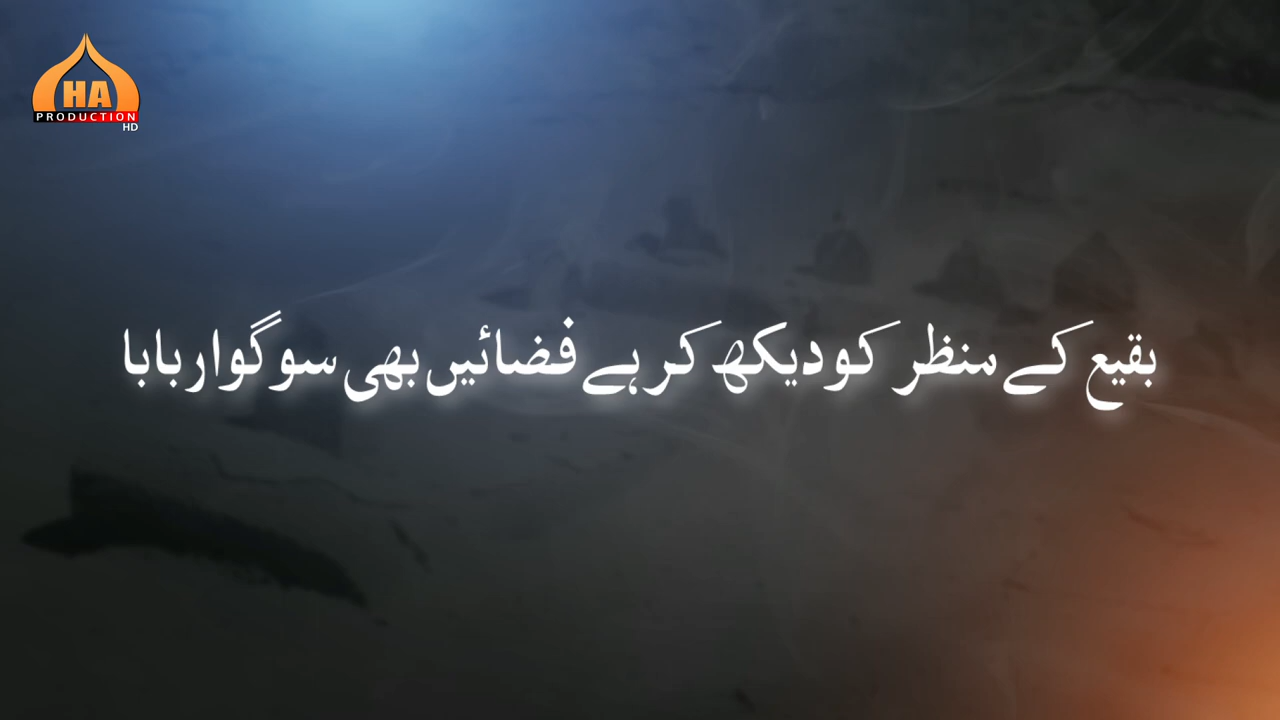 HA
PRODUCTION
HD
بقیع کے منظر کو دیکھ کر ہے فضائیں بھی سوگوار بابا